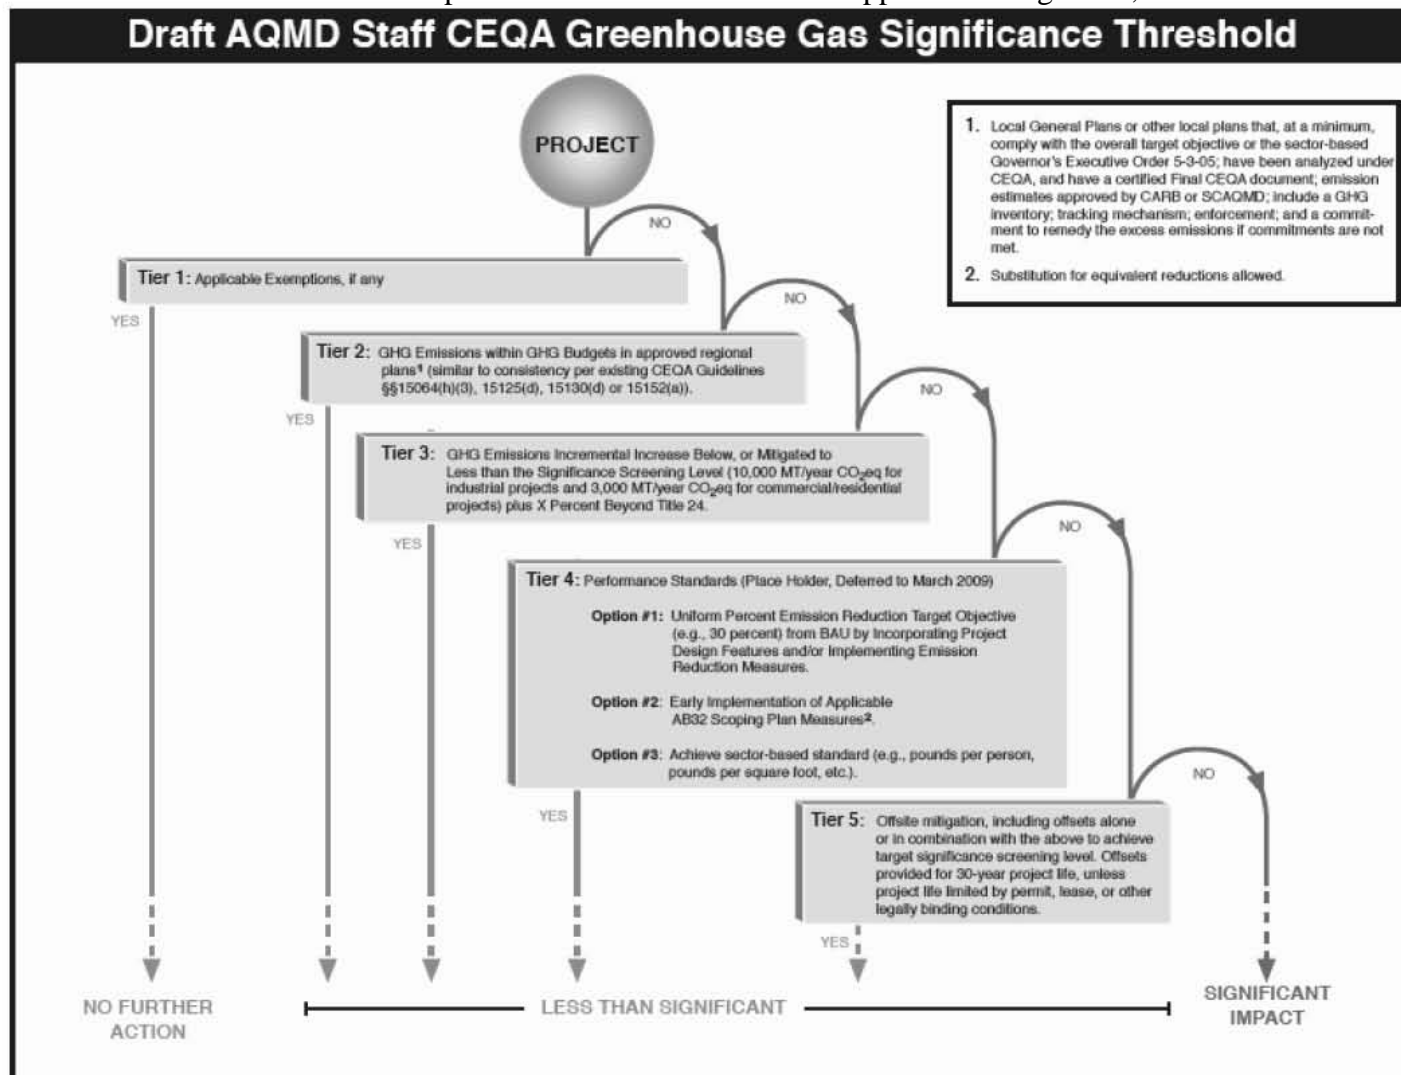 Draft AQMD Staff CEQA Greenhouse Gas Significance Threshold
PROJECT
1. Local General Plans or other local plans that, at a minimum,
comply with the overall target objective or the sector-based
Governor's Executive Order 5-3-05; have been analyzed under
CEQA, and have a certified Final CEQA document; emission
estimates approved by CARB or SCAQMD; include a GHG
inventory; tracking mechanism; enforcement; and a commit-
ment to remedy the excess emissions if commitments are not
met.
2. Substitution for equivalent reductions allowed.
NO
Tier 1: Applicable Exemptions, if any
YES
NO
Tier 2: GHG Emissions within GHG Budgets in approved regional
plans¹ (similar to consistency per existing CEQA Guidelines
§§15064(h)(3), 15125(d), 15130(d) or 15152(a)).
YES
NO
Tier 3: GHG Emissions Incremental Increase Below, or Mitigated to
Less than the Significance Screening Level (10,000 MT/year CO₂eq for
industrial projects and 3,000 MT/year CO₂eq for commercial/residential
projects) plus X Percent Beyond Title 24.
YES
NO
Tier 4: Performance Standards (Place Holder, Deferred to March 2009)
Option #1: Uniform Percent Emission Reduction Target Objective
(e.g., 30 percent) from BAU by Incorporating Project
Design Features and/or Implementing Emission
Reduction Measures.
Option #2: Early Implementation of Applicable
AB32 Scoping Plan Measures².
Option #3: Achieve sector-based standard (e.g., pounds per person,
pounds per square foot, etc.).
YES
NO
Tier 5: Offsite mitigation, including offsets alone
or in combination with the above to achieve
target significance screening level. Offsets
provided for 30-year project life, unless
project life limited by permit, lease, or other
legally binding conditions.
YES
NO FURTHER
ACTION
LESS THAN SIGNIFICANT
SIGNIFICANT
IMPACT